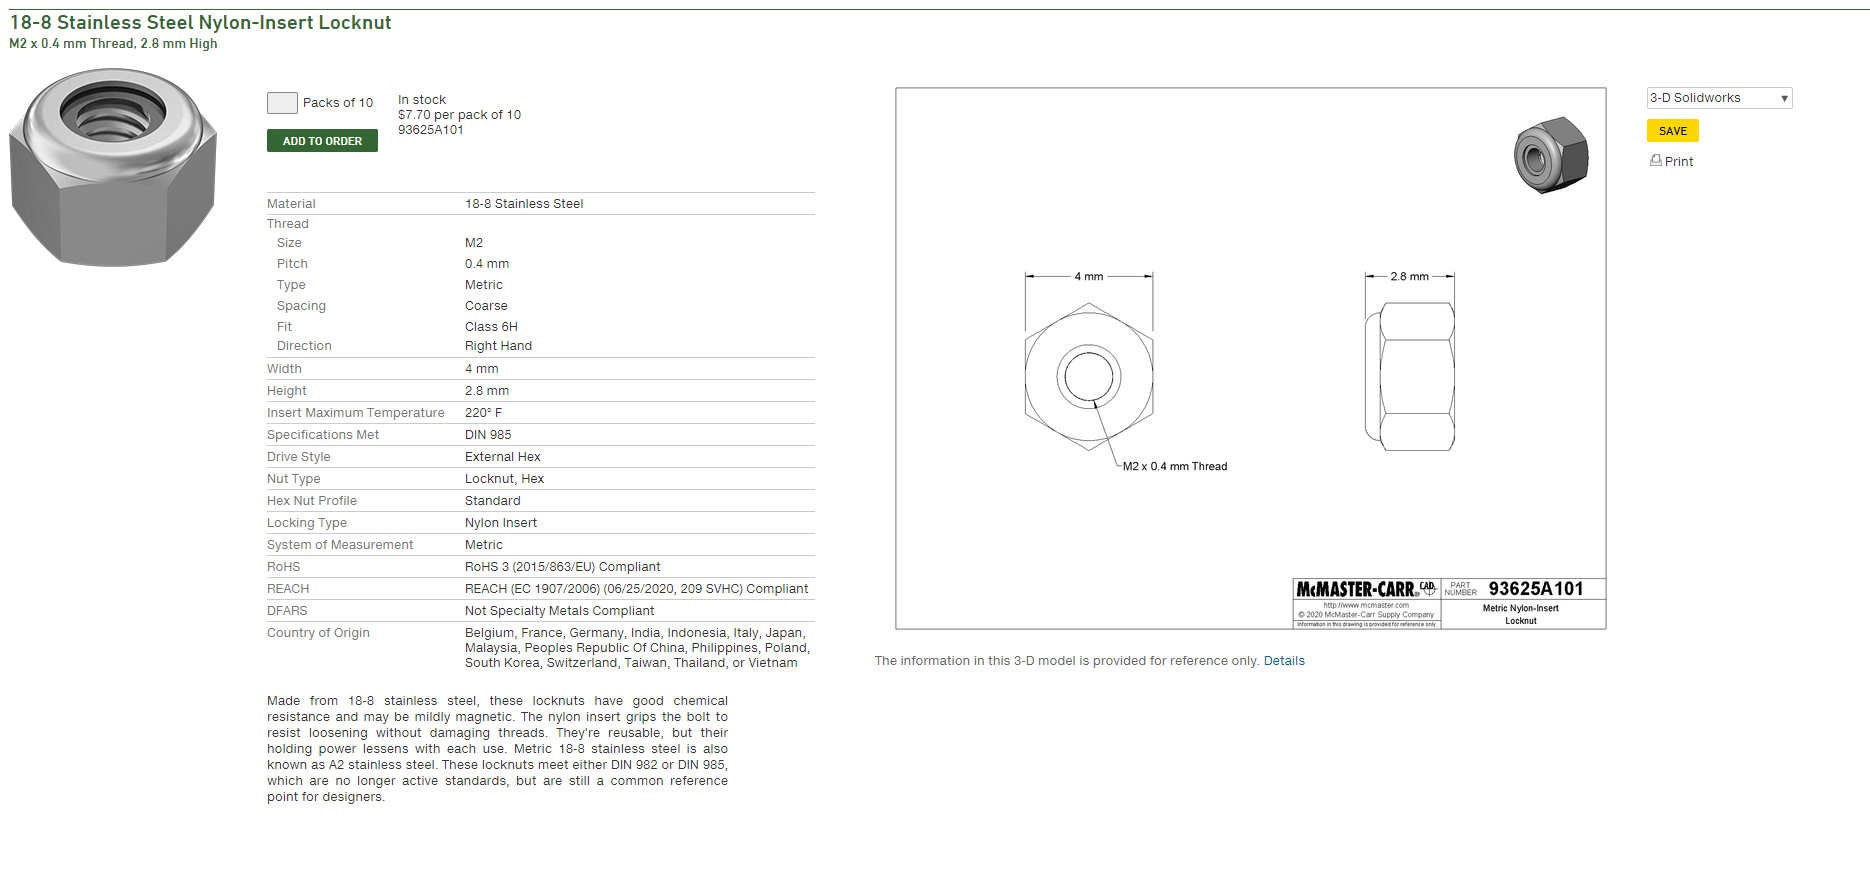 18-8 Stainless Steel Nylon-Insert Locknut
M2 x 0.4 mm Thread, 2.8 mm High
Packs of 10
In stock
$7.70 per pack of 10
93625A101
ADD TO ORDER
Material 18-8 Stainless Steel
Thread
Size M2
Pitch 0.4 mm
Type Metric
Spacing Coarse
Fit Class 6H
Direction Right Hand
Width 4 mm
Height 2.8 mm
Insert Maximum Temperature 220° F
Specifications Met DIN 985
Drive Style External Hex
Nut Type Locknut, Hex
Hex Nut Profile Standard
Locking Type Nylon Insert
System of Measurement Metric
RoHS RoHS 3 (2015/863/EU) Compliant
REACH REACH (EC 1907/2006) (06/25/2020, 209 SVHC) Compliant
DFARS Not Specialty Metals Compliant
Country of Origin Belgium, France, Germany, India, Indonesia, Italy, Japan,
Malaysia, Peoples Republic Of China, Philippines, Poland,
South Korea, Switzerland, Taiwan, Thailand, or Vietnam
Made from 18-8 stainless steel, these locknuts have good chemical
resistance and may be mildly magnetic. The nylon insert grips the bolt to
resist loosening without damaging threads. They're reusable, but their
holding power lessens with each use. Metric 18-8 stainless steel is also
known as A2 stainless steel. These locknuts meet either DIN 982 or DIN 985,
which are no longer active standards, but are still a common reference
point for designers.
4 mm
2.8 mm
M2 x 0.4 mm Thread
McMASTER-CARR® CAD
http://www.mcmaster.com
© 2020 McMaster-Carr Supply Company
Information in this drawing is provided for reference only.
PART
NUMBER
93625A101
Metric Nylon-Insert
Locknut
The information in this 3-D model is provided for reference only. Details
3-D Solidworks
SAVE
Print